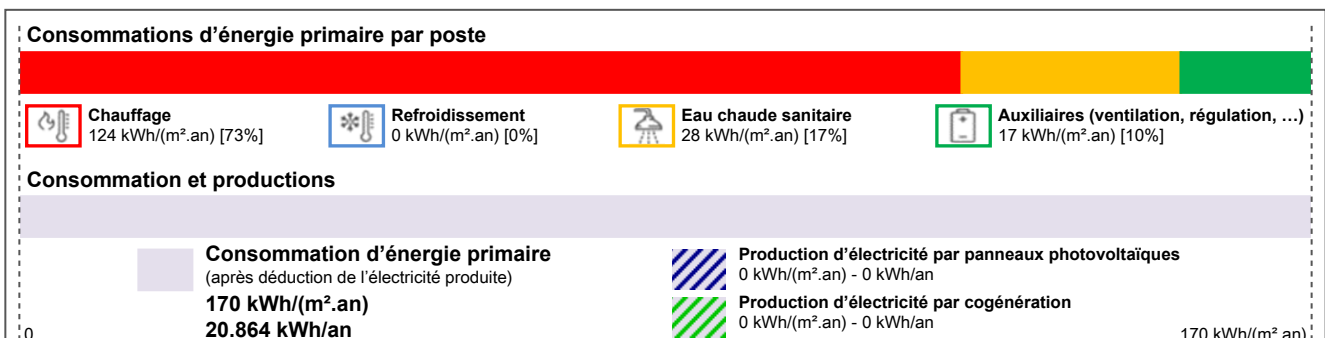 Consommations d’énergie primaire par poste
Chauffage
124 kWh/(m².an) [73%]
Refroidissement
0 kWh/(m².an) [0%]
Eau chaude sanitaire
28 kWh/(m².an) [17%]
Auxiliaires (ventilation, régulation, …)
17 kWh/(m².an) [10%]
Consommation et productions
Consommation d’énergie primaire
(après déduction de l’électricité produite)
170 kWh/(m².an)
20.864 kWh/an
Production d’électricité par panneaux photovoltaïques
0 kWh/(m².an) - 0 kWh/an
Production d’électricité par cogénération
0 kWh/(m².an) - 0 kWh/an
0
170 kWh/(m².an)